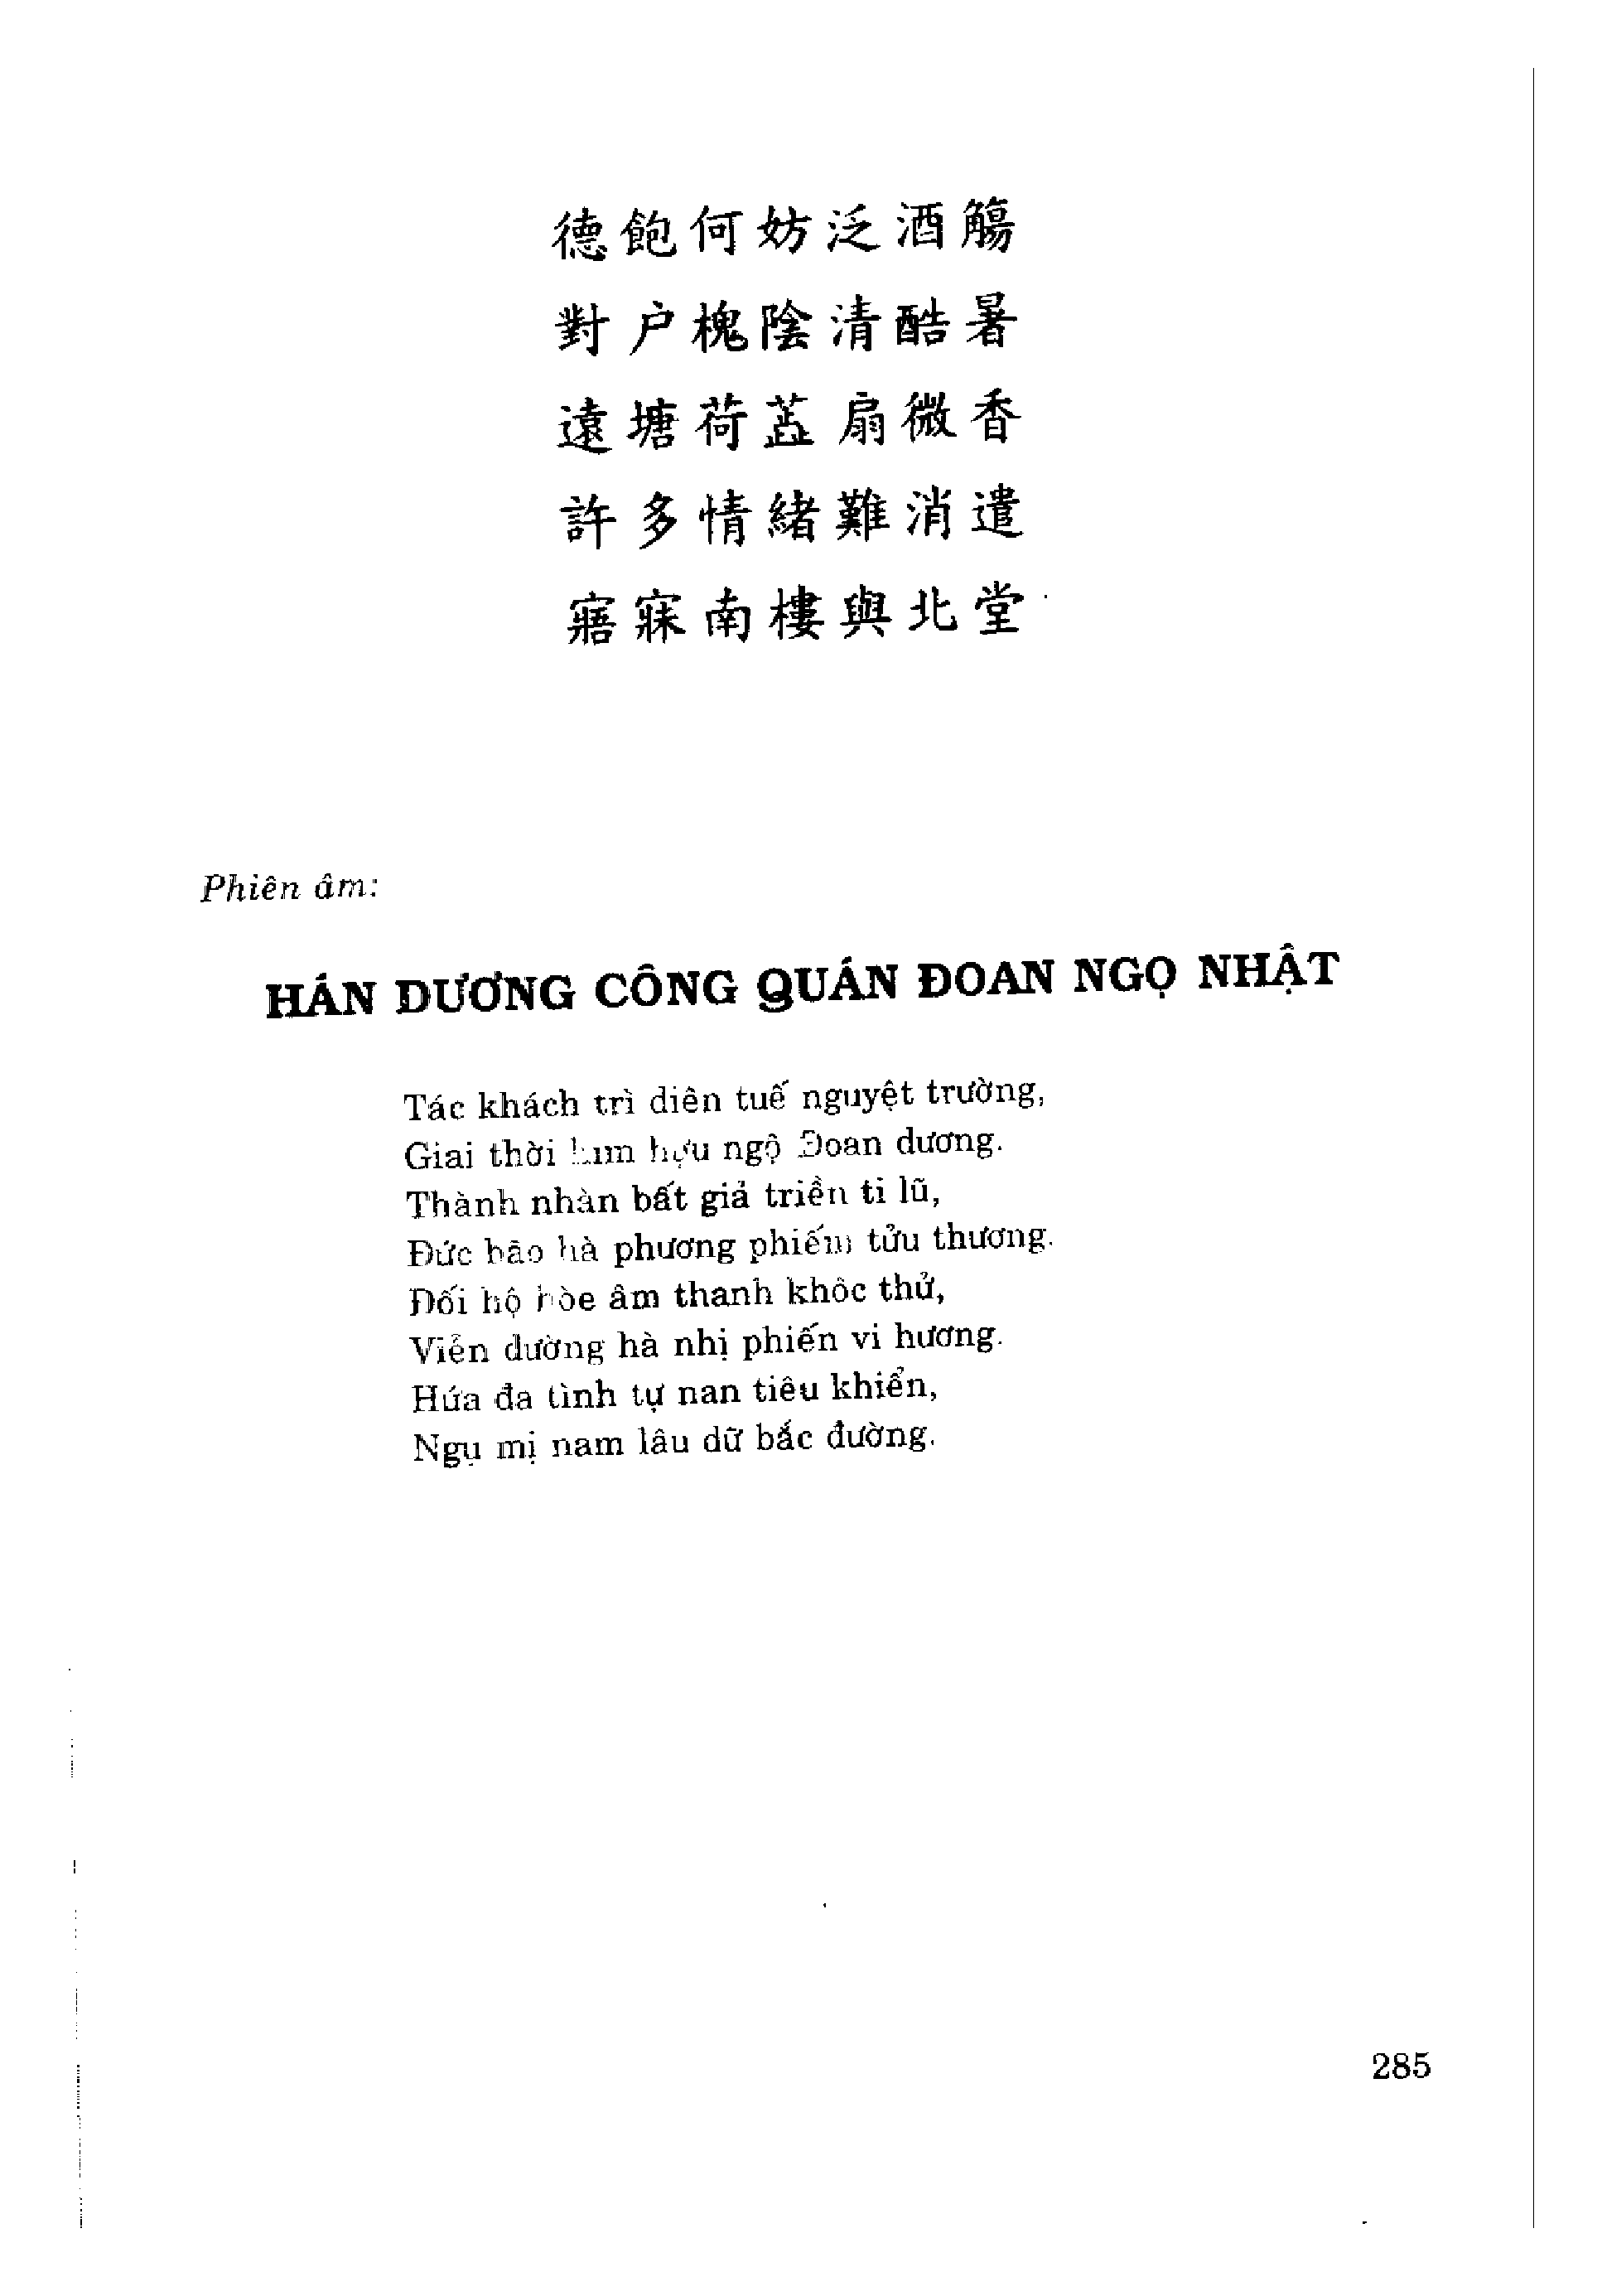 德飽何妨泛酒觴
對户槐陰清酷暑
遠塘荷蕋扇微香
許多情緒難消遣
寤寐南樓與北堂
Phiên âm:
HÁN DƯƠNG CÔNG QUÁN ĐOAN NGỌ NHẬT
Tác khách trì diên tuế nguyệt trường,
Giai thời hựu ngộ Đoan dương.
Thành nhàn bất giả triền ti lũ,
Đức bão hà phương phiếm tửu thương.
Đối hộ hòe âm thanh khốc thử,
Viễn đường hà nhị phiến vi hương.
Hứa đa tình tự nan tiêu khiển,
Ngụ mị nam lâu dữ bắc đường.
285